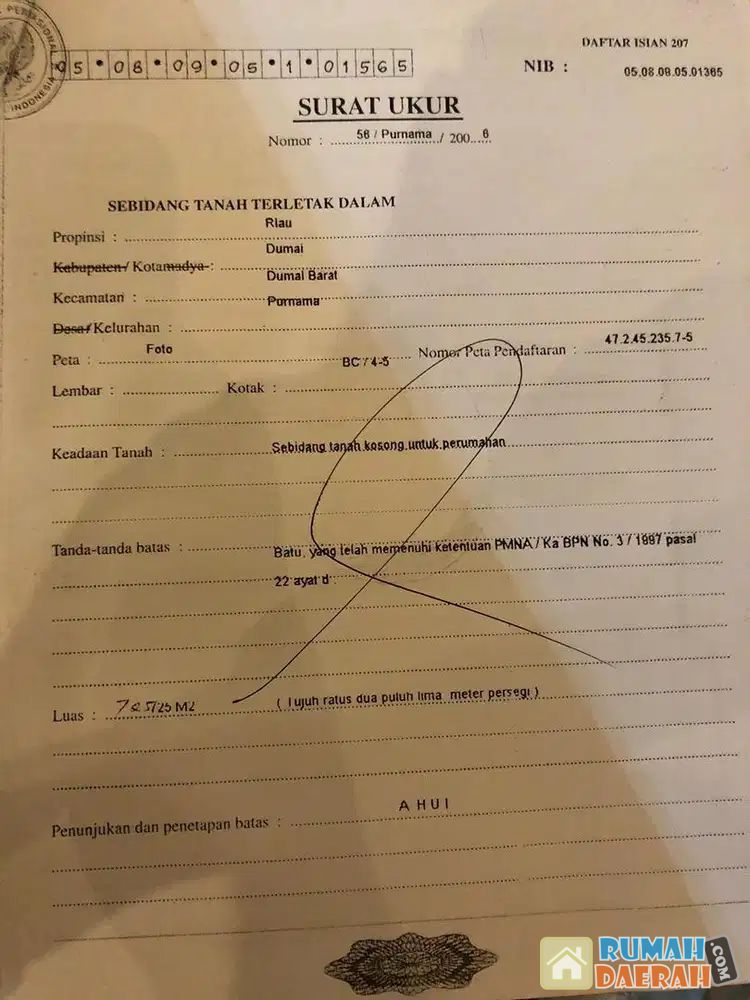 DAFTAR ISIAN 207
05.08.09.05.1.01565
NIB : 05.08.09.05.01365
SURAT UKUR
Nomor : 56 / Purnama / 200 6
SEBIDANG TANAH TERLETAK DALAM
Propinsi : Riau
Kabupaten / Kotamadya : Dumai
Kecamatan : Dumai Barat
Desa / Kelurahan : Purnama
Peta : Foto Nomor Peta Pendaftaran : 47.2.45.235.7-5
Lembar : Kotak : BC / 4-5
Keadaan Tanah : Sebidang tanah kosong untuk perumahan
Tanda-tanda batas : Batu, yang telah memenuhi ketentuan PMNA / Ka BPN No. 3 / 1997 pasal
22 ayat d
Luas : 725 M2 ( Tujuh ratus dua puluh lima meter persegi )
Penunjukan dan penetapan batas : A H U I
RUMAH
DAERAH
.COM